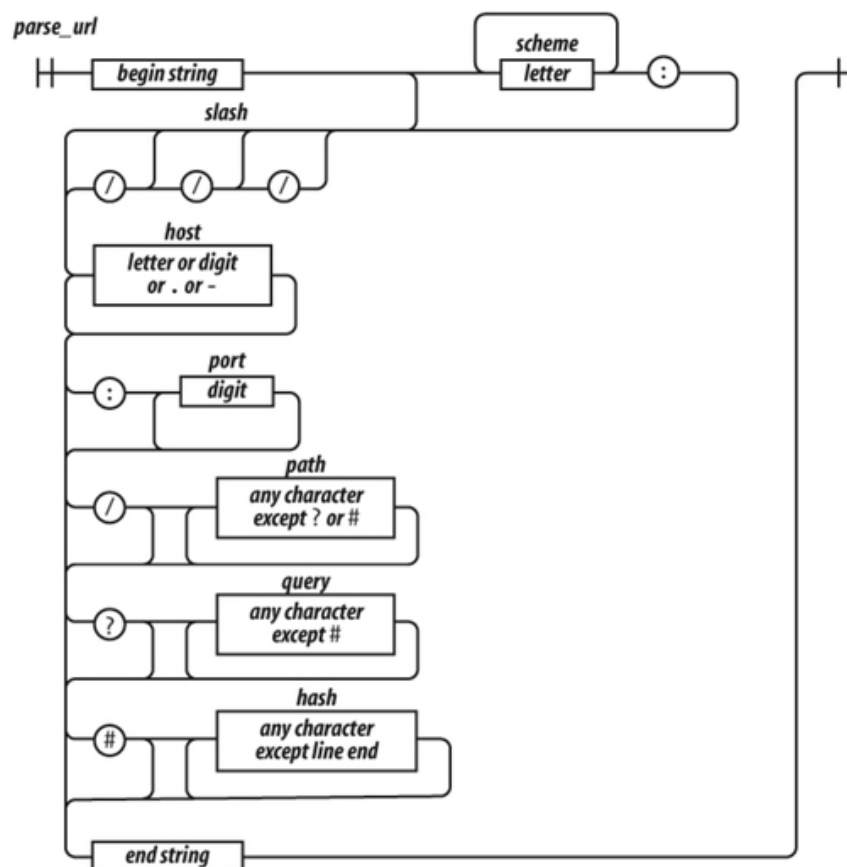 parse_url
scheme
begin string
letter
:
slash
/ / /
host
letter or digit
or . or -
port
: digit
path
any character
/
except ? or #
query
any character
?
except #
hash
any character
#
except line end
end string